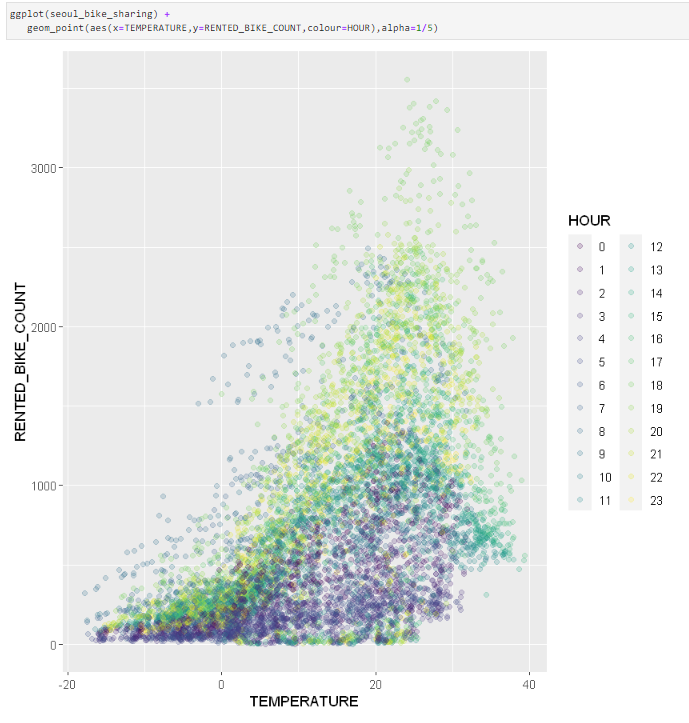 ggplot(seoul_bike_sharing) +
geom_point(aes(x=TEMPERATURE,y=RENTED_BIKE_COUNT,colour=HOUR),alpha=1/5)
3000
2000
1000
0
RENTED_BIKE_COUNT
-20 0 20 40
TEMPERATURE
HOUR
0 12
1 13
2 14
3 15
4 16
5 17
6 18
7 19
8 20
9 21
10 22
11 23